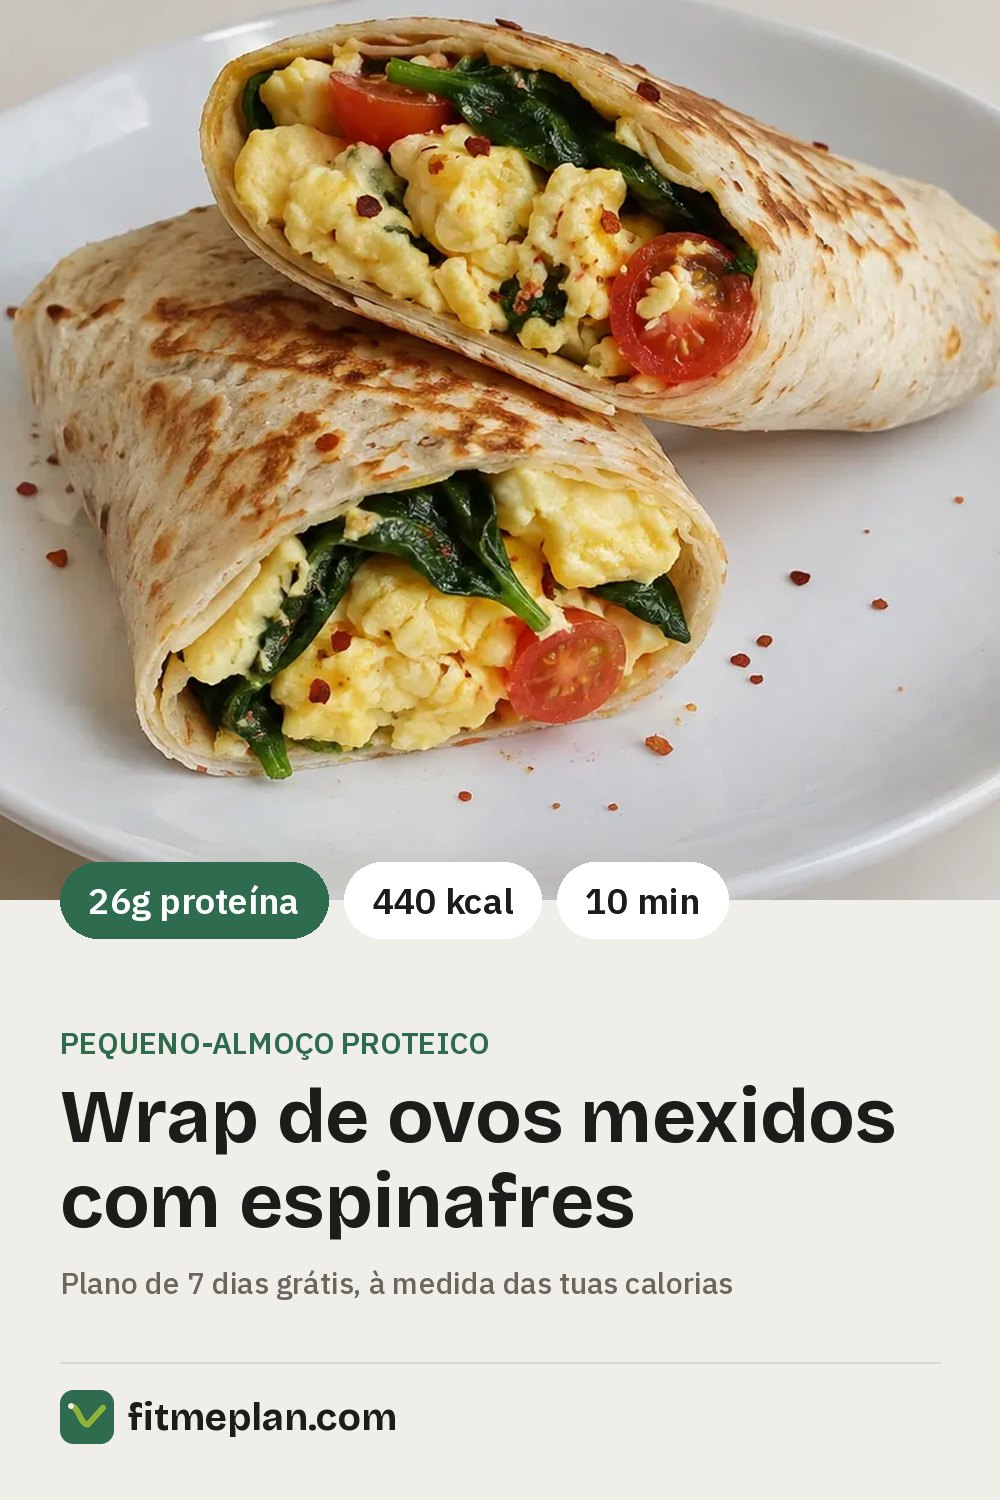 26g proteína
440 kcal
10 min
PEQUENO-ALMOÇO PROTEICO
Wrap de ovos mexidos
com espinafres
Plano de 7 dias grátis, à medida das tuas calorias
fitmeplan.com